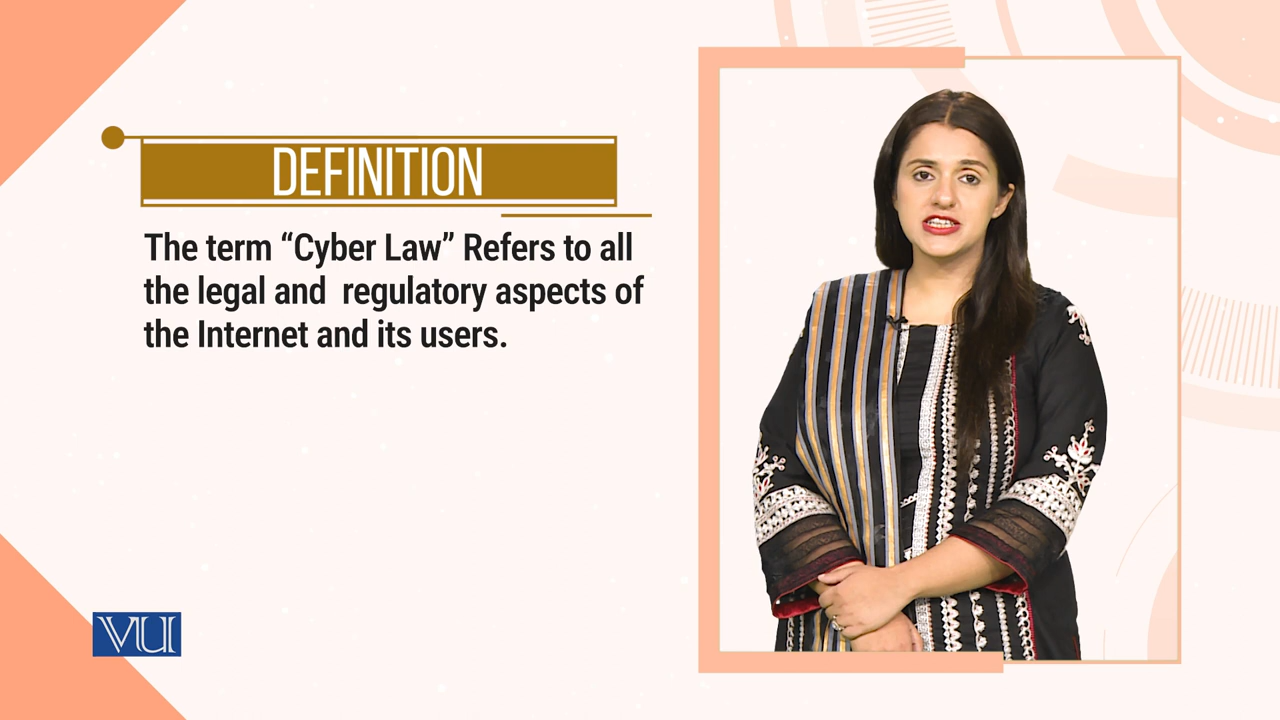 DEFINITION
The term “Cyber Law” Refers to all
the legal and  regulatory aspects of
the Internet and its users.
VU